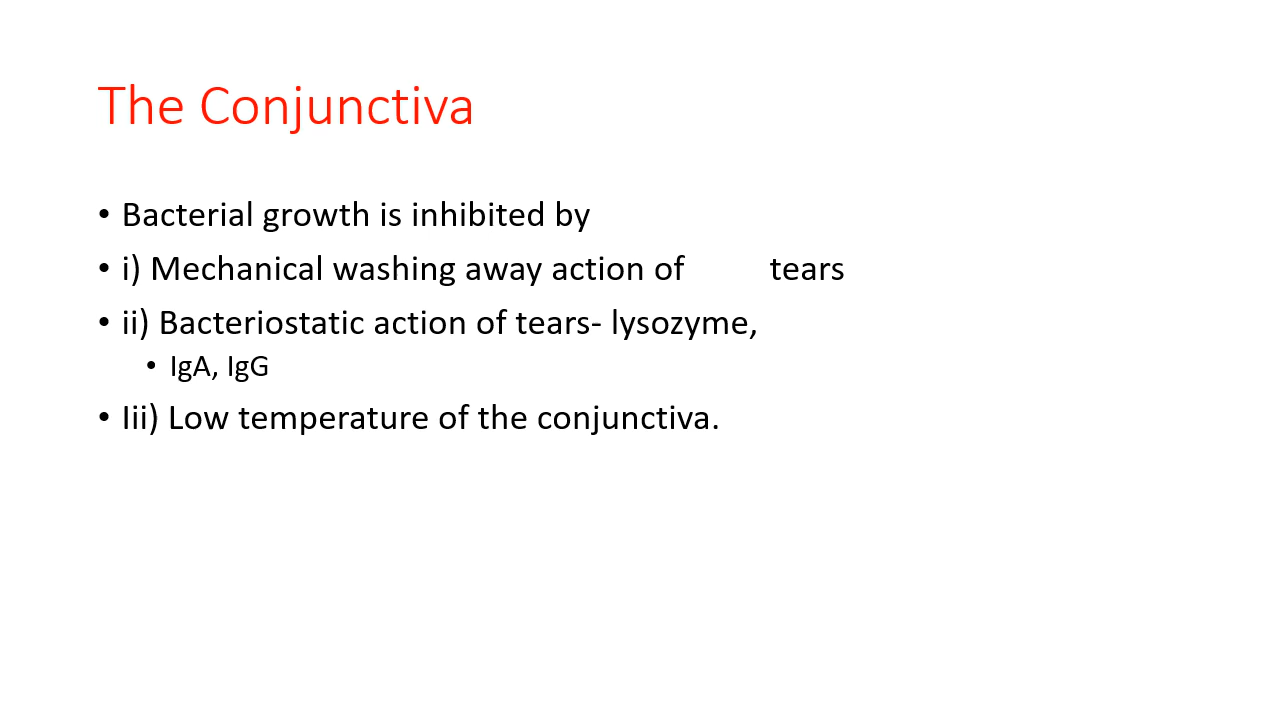 The Conjunctiva
• Bacterial growth is inhibited by
• i) Mechanical washing away action of tears
• ii) Bacteriostatic action of tears- lysozyme,
• IgA, IgG
• Iii) Low temperature of the conjunctiva.